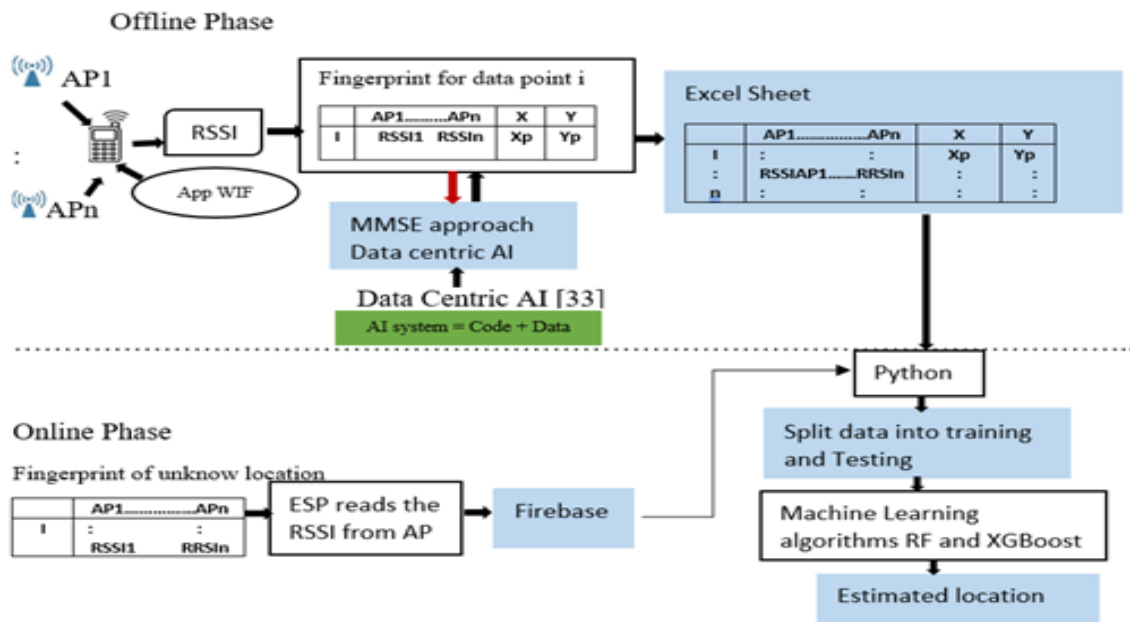 Offline Phase
AP1
:
APn
RSSI
App WIF
Fingerprint for data point i
AP1.........APn X Y
I RSSI1 RSSIn Xp Yp
MMSE approach
Data centric AI
Data Centric AI [33]
AI system = Code + Data
Excel Sheet
AP1...............APn X Y
I : : Xp Yp
: RSSIAP1.......RRSIn : :
n : : : :
Python
Split data into training
and Testing
Machine Learning
algorithms RF and XGBoost
Estimated location
Online Phase
Fingerprint of unknow location
AP1...............APn
I : :
RSSI1 RRSIn
ESP reads the
RSSI from AP
Firebase